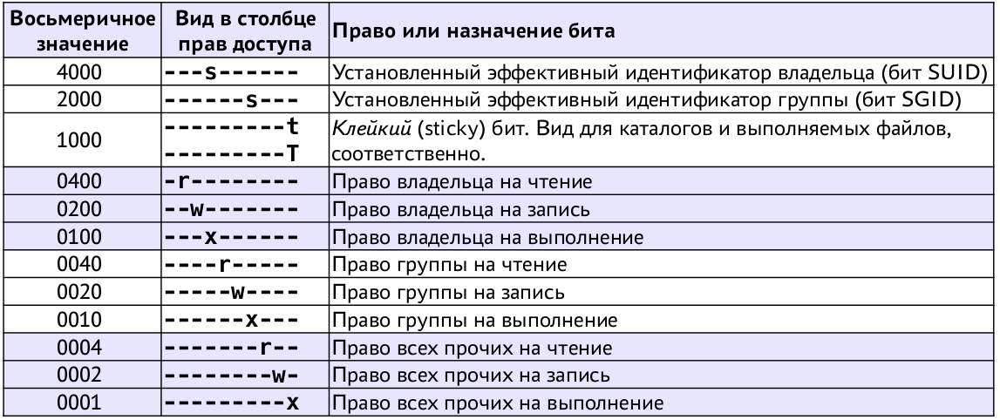 Восьмеричное значение | Вид в столбце прав доступа | Право или назначение бита
4000 | ---s------ | Установленный эффективный идентификатор владельца (бит SUID)
2000 | ------s--- | Установленный эффективный идентификатор группы (бит SGID)
1000 | ---------t | Клейкий (sticky) бит. Вид для каталогов и выполняемых файлов,
---------T | соответственно.
0400 | -r-------- | Право владельца на чтение
0200 | --w------- | Право владельца на запись
0100 | ---x------ | Право владельца на выполнение
0040 | ----r----- | Право группы на чтение
0020 | -----w---- | Право группы на запись
0010 | ------x--- | Право группы на выполнение
0004 | -------r-- | Право всех прочих на чтение
0002 | --------w- | Право всех прочих на запись
0001 | ---------x | Право всех прочих на выполнение